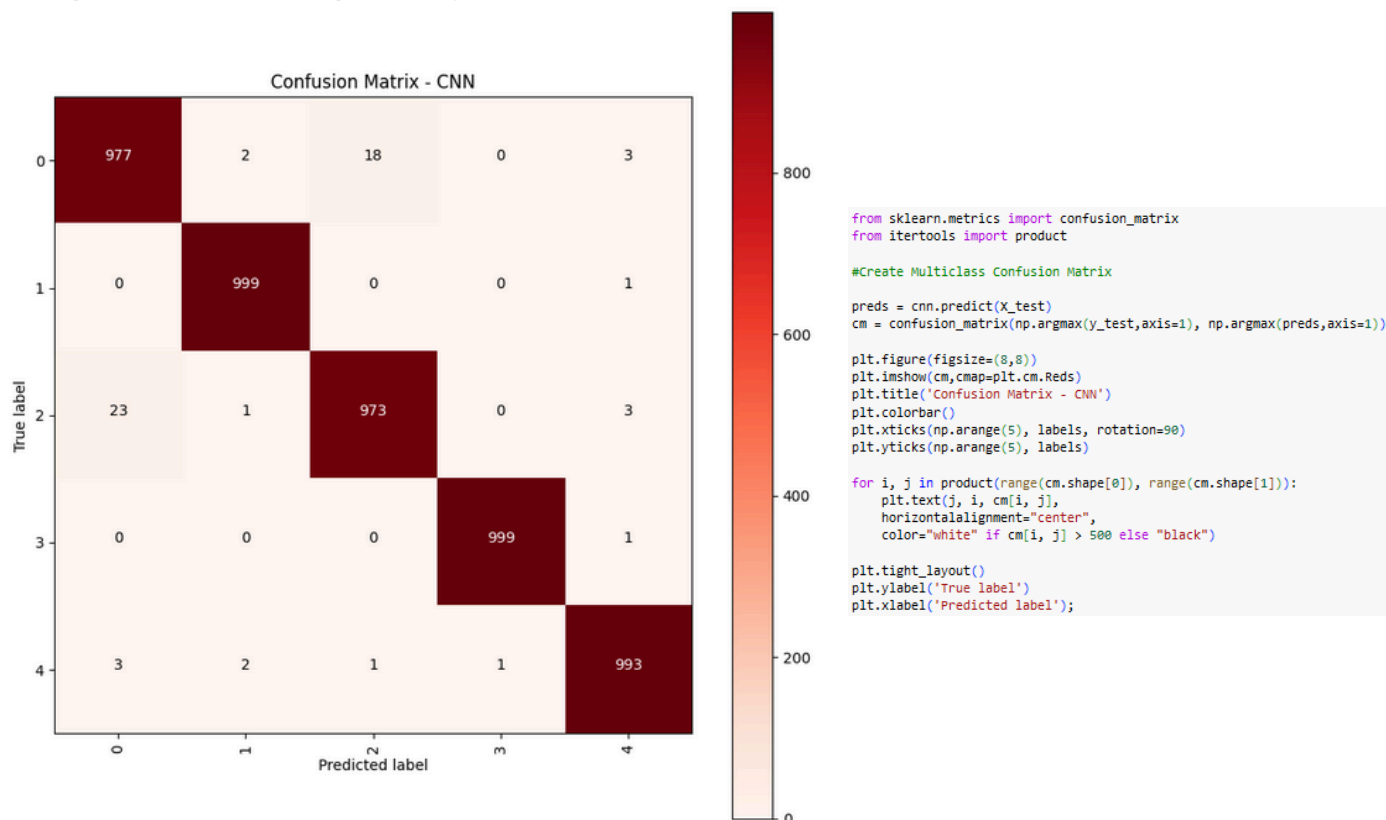 Confusion Matrix - CNN
0 977 2 18 0 3
1 0 999 0 0 1
2 23 1 973 0 3
3 0 0 0 999 1
4 3 2 1 1 993
0 1 2 3 4
True label
Predicted label
800
600
400
200
0
from sklearn.metrics import confusion_matrix
from itertools import product
#Create Multiclass Confusion Matrix
preds = cnn.predict(X_test)
cm = confusion_matrix(np.argmax(y_test,axis=1), np.argmax(preds,axis=1))
plt.figure(figsize=(8,8))
plt.imshow(cm,cmap=plt.cm.Reds)
plt.title('Confusion Matrix - CNN')
plt.colorbar()
plt.xticks(np.arange(5), labels, rotation=90)
plt.yticks(np.arange(5), labels)
for i, j in product(range(cm.shape[0]), range(cm.shape[1])):
    plt.text(j, i, cm[i, j],
    horizontalalignment="center",
    color="white" if cm[i, j] > 500 else "black")
plt.tight_layout()
plt.ylabel('True label')
plt.xlabel('Predicted label');